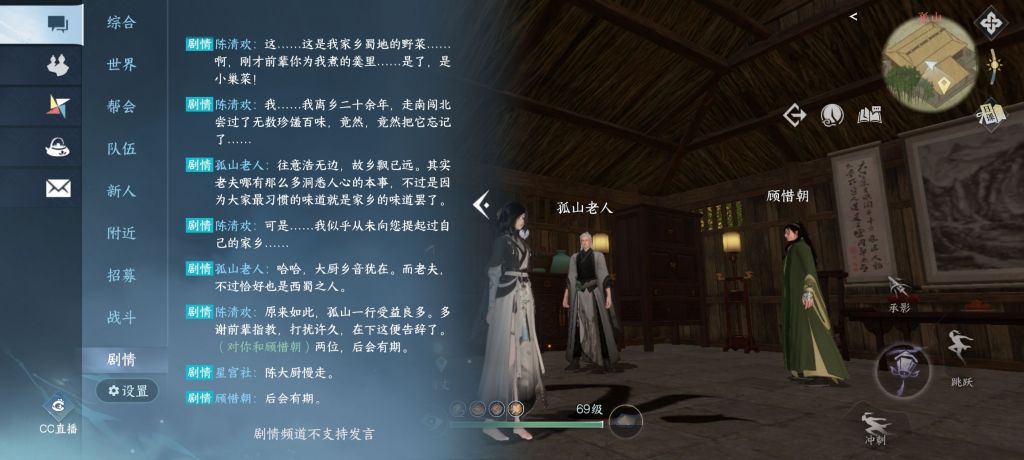 综合
世界
帮会
队伍
新人
附近
招募
战斗
剧情
设置
CC直播
剧情 陈清欢：这……这是我家乡蜀地的野菜……
啊，刚才前辈你为我煮的羹里……是了，是
小巢菜！
剧情 陈清欢：我……我离乡二十余年，走南闯北
尝过了无数珍馐百味，竟然，竟然把它忘记
了……
剧情 孤山老人：往意浩无边，故乡飘已远。其实
老夫哪有那么多洞悉人心的本事，不过是因
为大家最习惯的味道就是家乡的味道罢了。
剧情 陈清欢：可是……我似乎从未向您提起过自
己的家乡……
剧情 孤山老人：哈哈，大厨乡音犹在。而老夫，
不过恰好也是西蜀之人。
剧情 陈清欢：原来如此，孤山一行受益良多。多
谢前辈指教，打扰许久，在下这便告辞了。
（对你和顾惜朝）两位，后会有期。
剧情 星宫社：陈大厨慢走。
剧情 顾惜朝：后会有期。
剧情频道不支持发言
孤山老人
顾惜朝
孤山
69级
承影
跳跃
冲刺